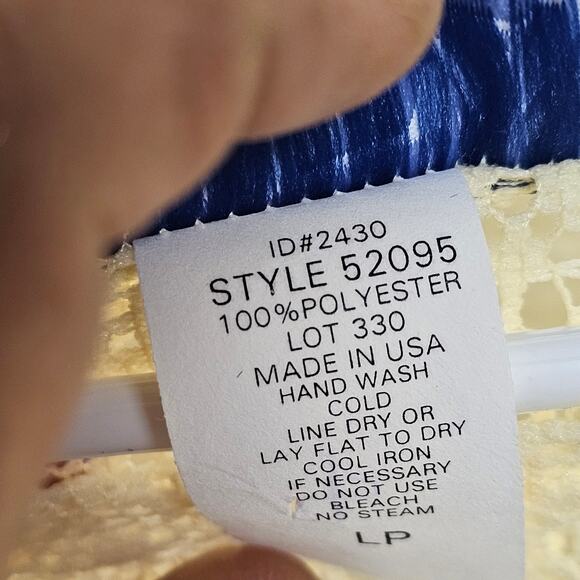 ID#2430
STYLE 52095
100%POLYESTER
LOT 330
MADE IN USA
HAND WASH
COLD
LINE DRY OR
LAY FLAT TO DRY
COOL IRON
IF NECESSARY
DO NOT USE
BLEACH
NO STEAM
LP